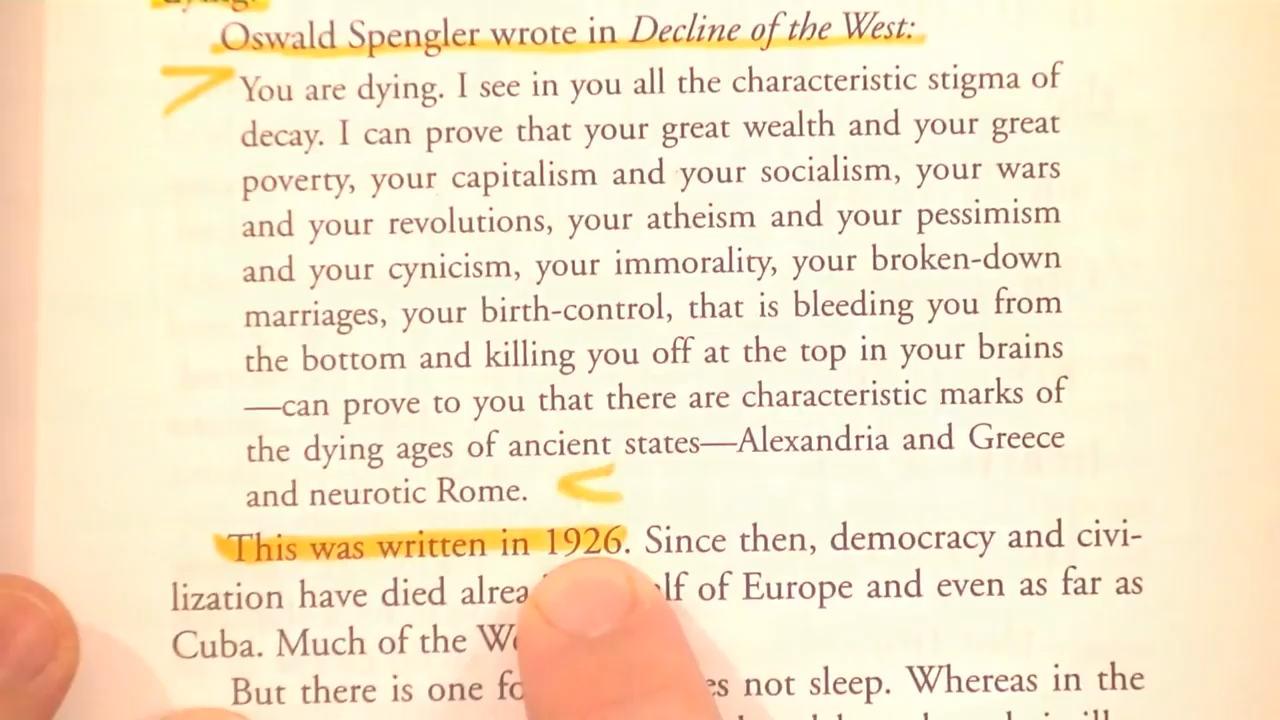 dying.
Oswald Spengler wrote in Decline of the West:
You are dying. I see in you all the characteristic stigma of
decay. I can prove that your great wealth and your great
poverty, your capitalism and your socialism, your wars
and your revolutions, your atheism and your pessimism
and your cynicism, your immorality, your broken-down
marriages, your birth-control, that is bleeding you from
the bottom and killing you off at the top in your brains
—can prove to you that there are characteristic marks of
the dying ages of ancient states—Alexandria and Greece
and neurotic Rome.
This was written in 1926. Since then, democracy and civi-
lization have died of Europe and even as far as
Cuba. Much of the
But there is one not sleep. Whereas in the